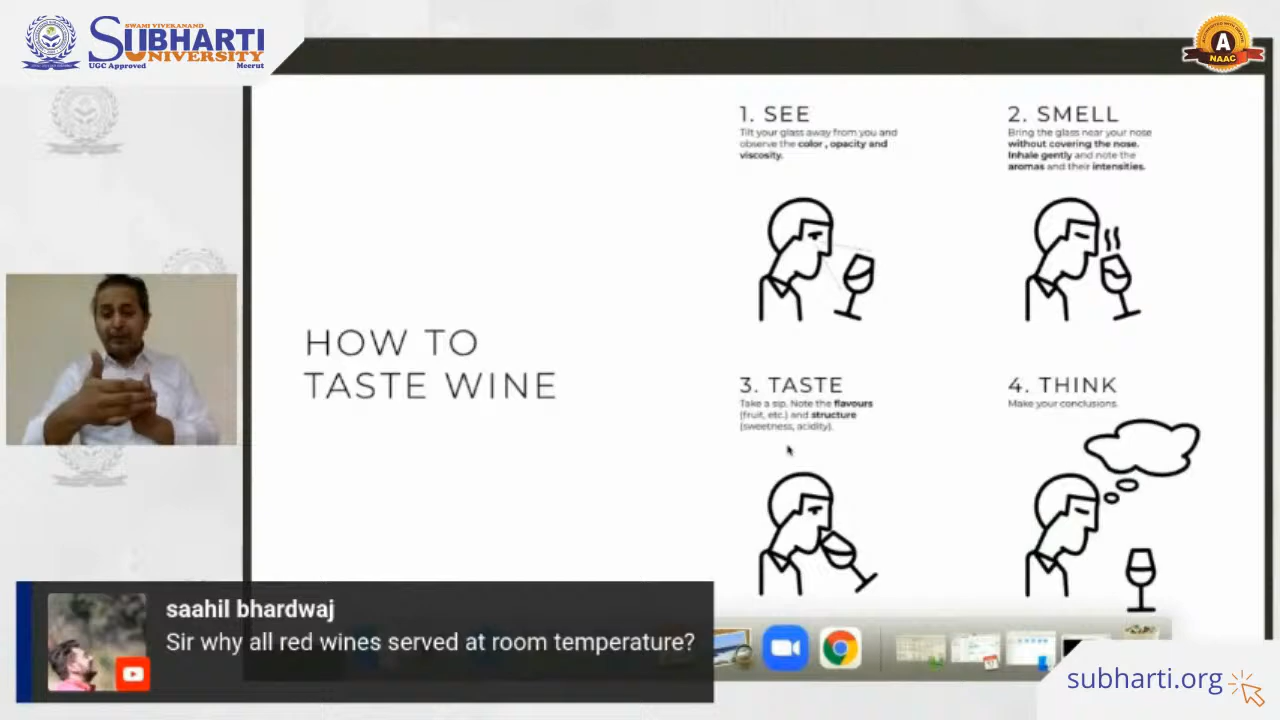 SWAMI VIVEKANAND
SUBHARTI
UNIVERSITY
UGC Approved Meerut
A
NAAC
1. SEE
Tilt your glass away from you and
observe the color , opacity and
viscosity.
2. SMELL
Bring the glass near your nose
without covering the nose.
Inhale gently and note the
aromas and their intensities.
HOW TO
TASTE WINE
3. TASTE
Take a sip. Note the flavours
(fruit, etc.) and structure
(sweetness, acidity).
4. THINK
Make your conclusions.
saahil bhardwaj
Sir why all red wines served at room temperature?
subharti.org